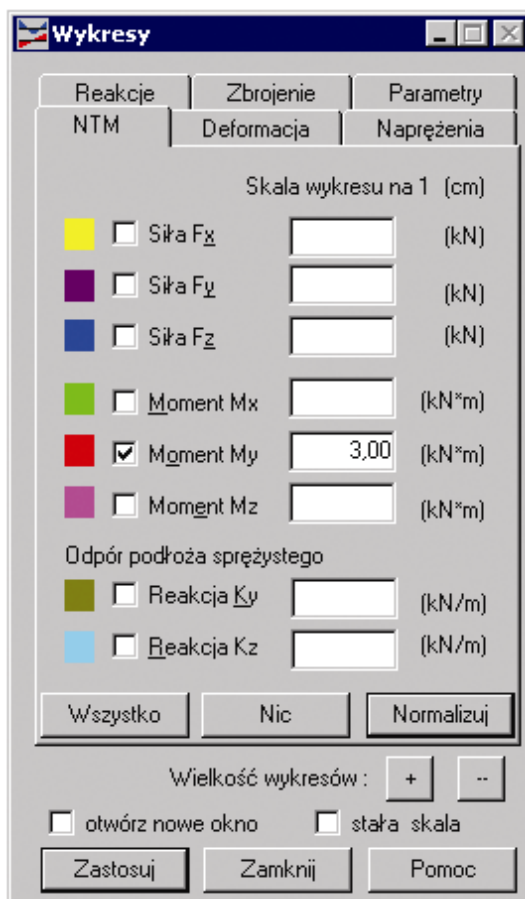 Wykresy
Reakcje Zbrojenie Parametry
NTM Deformacja Naprężenia
Skala wykresu na 1 (cm)
Siła Fx (kN)
Siła Fy (kN)
Siła Fz (kN)
Moment Mx (kN*m)
Moment My 3,00 (kN*m)
Moment Mz (kN*m)
Odpór podłoża sprężystego
Reakcja Ky (kN/m)
Reakcja Kz (kN/m)
Wszystko Nic Normalizuj
Wielkość wykresów : + --
otwórz nowe okno stała skala
Zastosuj Zamknij Pomoc